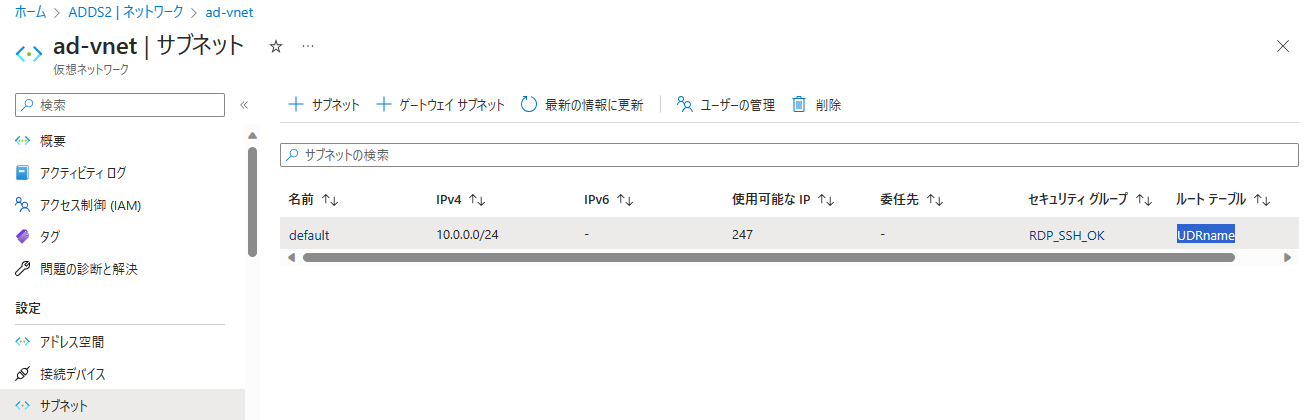 ホーム > ADDS2 | ネットワーク > ad-vnet
ad-vnet | サブネット ☆ …
仮想ネットワーク
検索 «
概要
アクティビティ ログ
アクセス制御 (IAM)
タグ
問題の診断と解決
設定
アドレス空間
接続デバイス
サブネット
+ サブネット + ゲートウェイ サブネット 最新の情報に更新 ユーザーの管理 削除
サブネットの検索
名前 ↑↓ IPv4 ↑↓ IPv6 ↑↓ 使用可能な IP ↑↓ 委任先 ↑↓ セキュリティ グループ ↑↓ ルート テーブル ↑↓
default 10.0.0.0/24 - 247 - RDP_SSH_OK UDRname